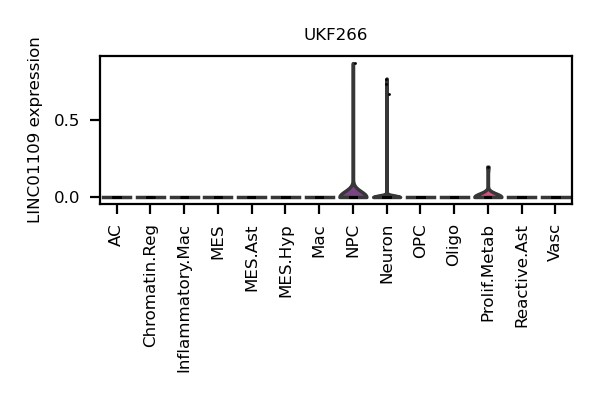 UKF266
LINC01109 expression
0.5
0.0
AC
Chromatin.Reg
Inflammatory.Mac
MES
MES.Ast
MES.Hyp
Mac
NPC
Neuron
OPC
Oligo
Prolif.Metab
Reactive.Ast
Vasc